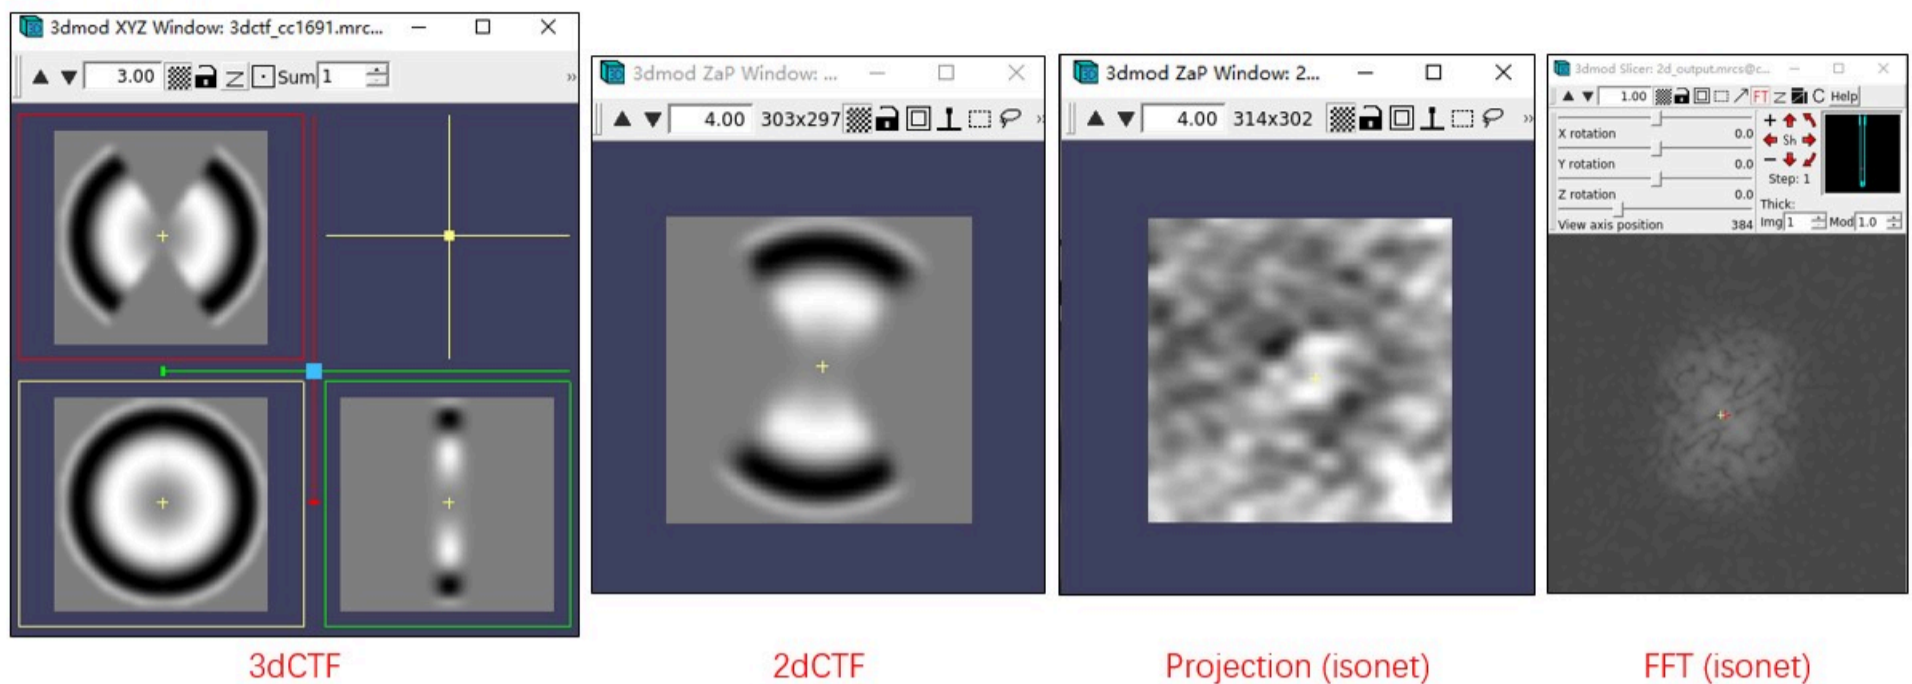 3dmod XYZ Window: 3dctf_cc1691.mrc...
3.00 Z Sum 1 »
3dCTF
3dmod ZaP Window: ...
4.00 303x297
2dCTF
3dmod ZaP Window: 2...
4.00 314x302 »
Projection (isonet)
3dmod Slicer: 2d_output.mrcs@c...
1.00 FT Z C Help
X rotation 0.0
Y rotation 0.0
Z rotation 0.0
View axis position 384
Sh
Step: 1
Thick:
Img 1 Mod 1.0
FFT (isonet)